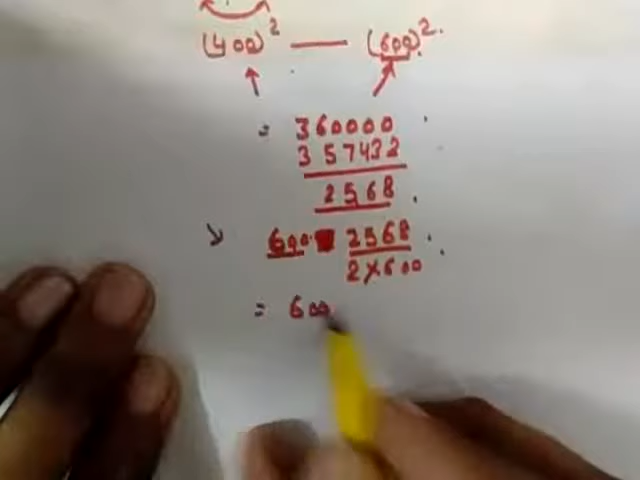 (400)² — (600)².
= 360000
357432
2568
600 - 2568
2×600
= 600